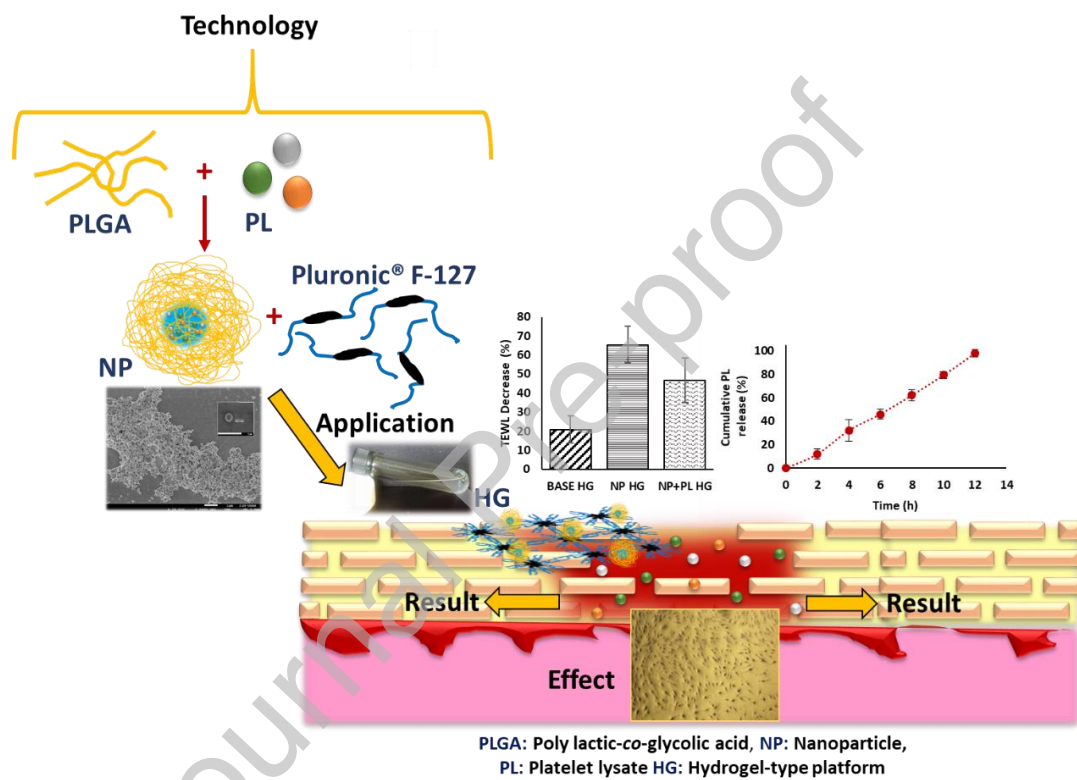 Technology
PLGA
+
PL
NP
+
Pluronic® F-127
Application
HG
TEWL Decrease (%)
80
70
60
50
40
30
20
10
0
BASE HG NP HG NP+PL HG
Cumulative PL
release (%)
100
80
60
40
20
0
0 2 4 6 8 10 12 14
Time (h)
Result
Result
Effect
PLGA: Poly lactic-co-glycolic acid, NP: Nanoparticle,
PL: Platelet lysate HG: Hydrogel-type platform
Journal Pre-proof